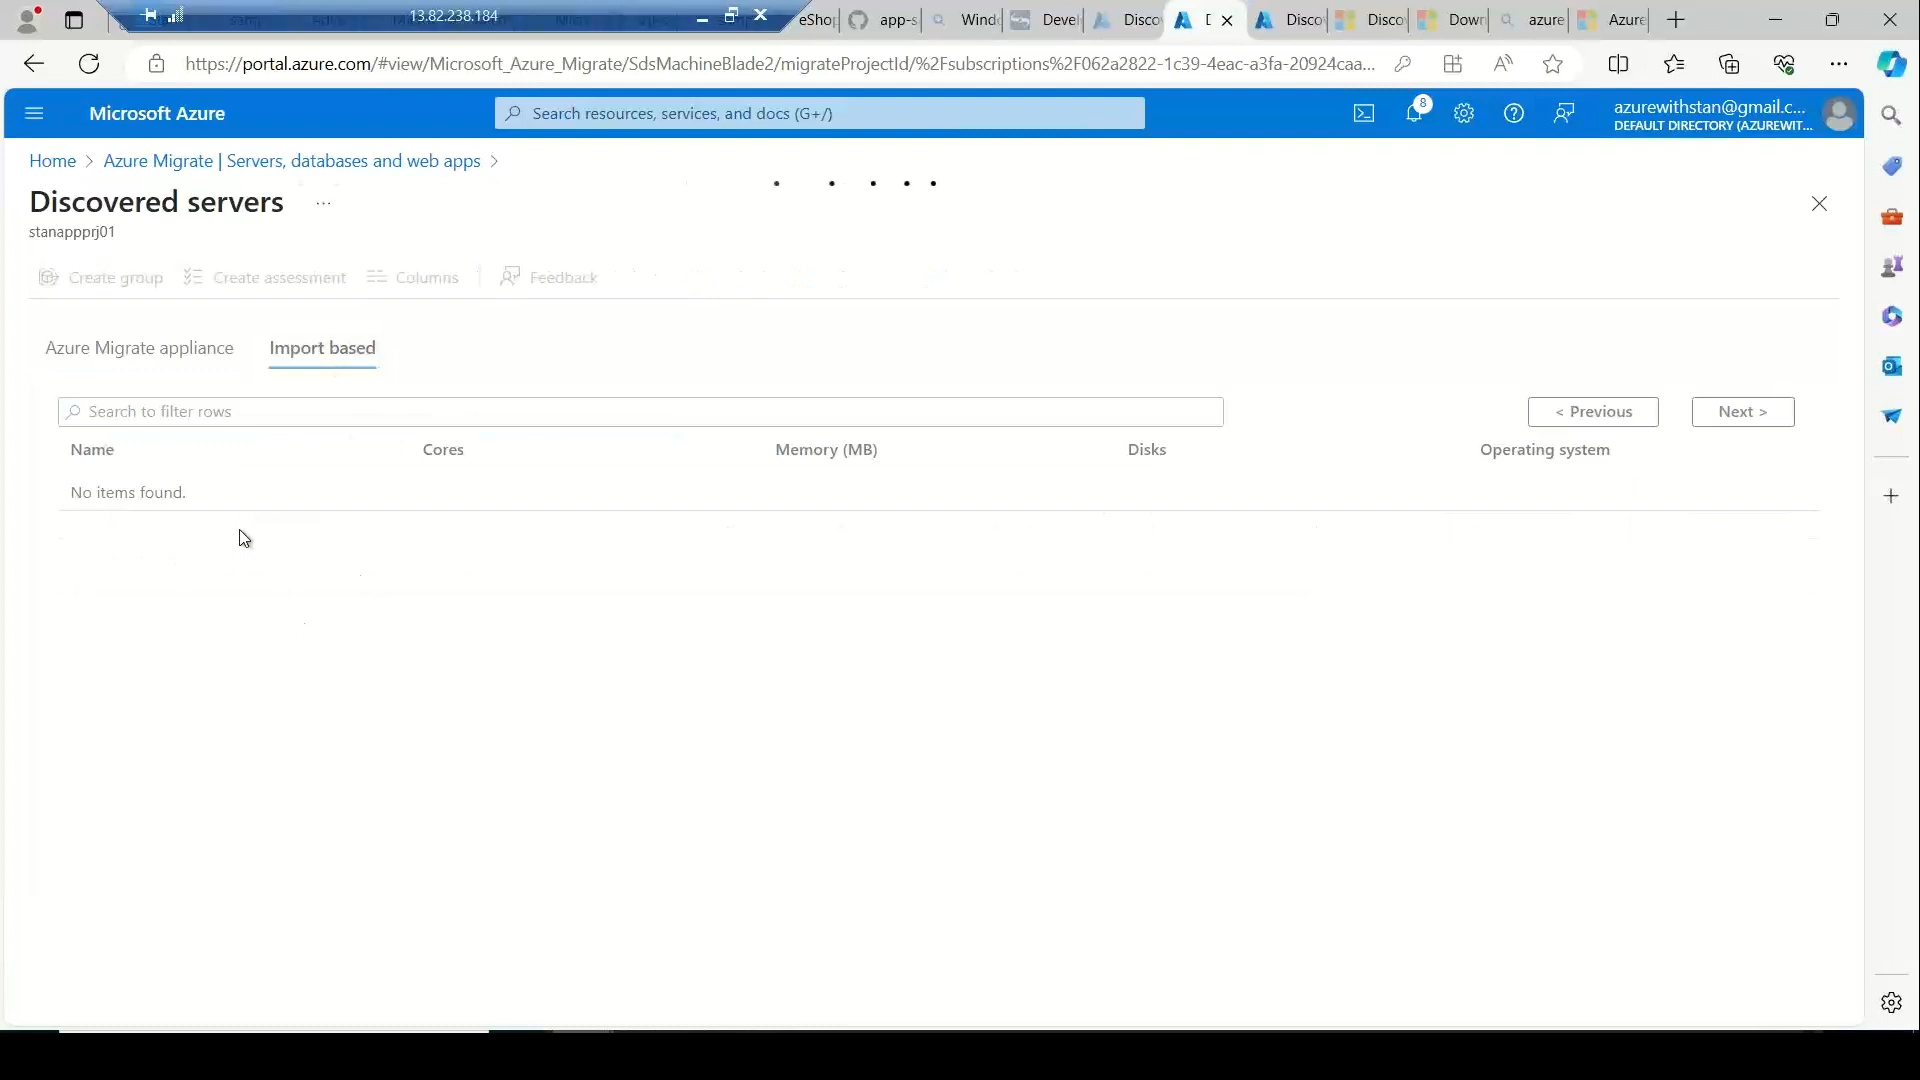 13.82.238.184
eShop
app-s
Wind
Devel
Disco
D
Disco
Disco
Down
azure
Azure
https://portal.azure.com/#view/Microsoft_Azure_Migrate/SdsMachineBlade2/migrateProjectId/%2Fsubscriptions%2F062a2822-1c39-4eac-a3fa-20924caa...
Microsoft Azure
Search resources, services, and docs (G+/)
8
azurewithstan@gmail.c...
DEFAULT DIRECTORY (AZUREWIT...
Home > Azure Migrate | Servers, databases and web apps >
Discovered servers ...
stanappprj01
Create group
Create assessment
Columns
Feedback
Azure Migrate appliance
Import based
Search to filter rows
< Previous
Next >
Name
Cores
Memory (MB)
Disks
Operating system
No items found.